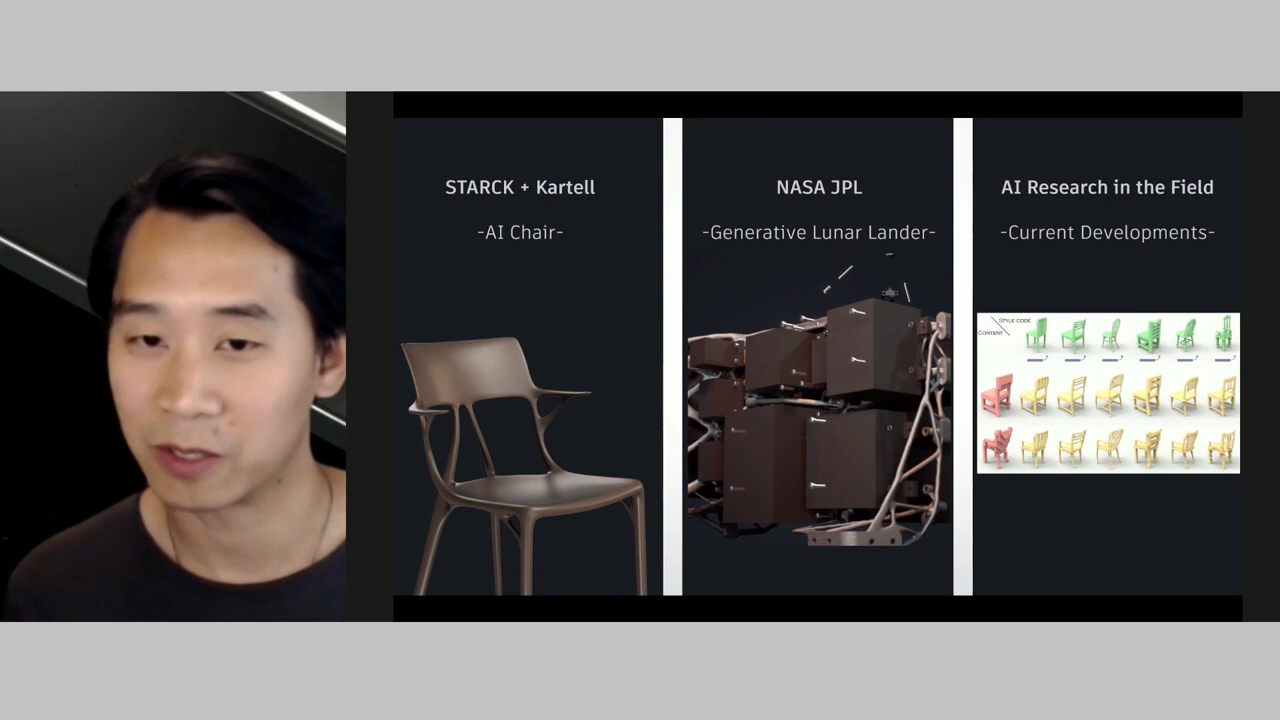 STARCK + Kartell
-AI Chair-
NASA JPL
-Generative Lunar Lander-
AI Research in the Field
-Current Developments-
STYLE CODE
CONTENT